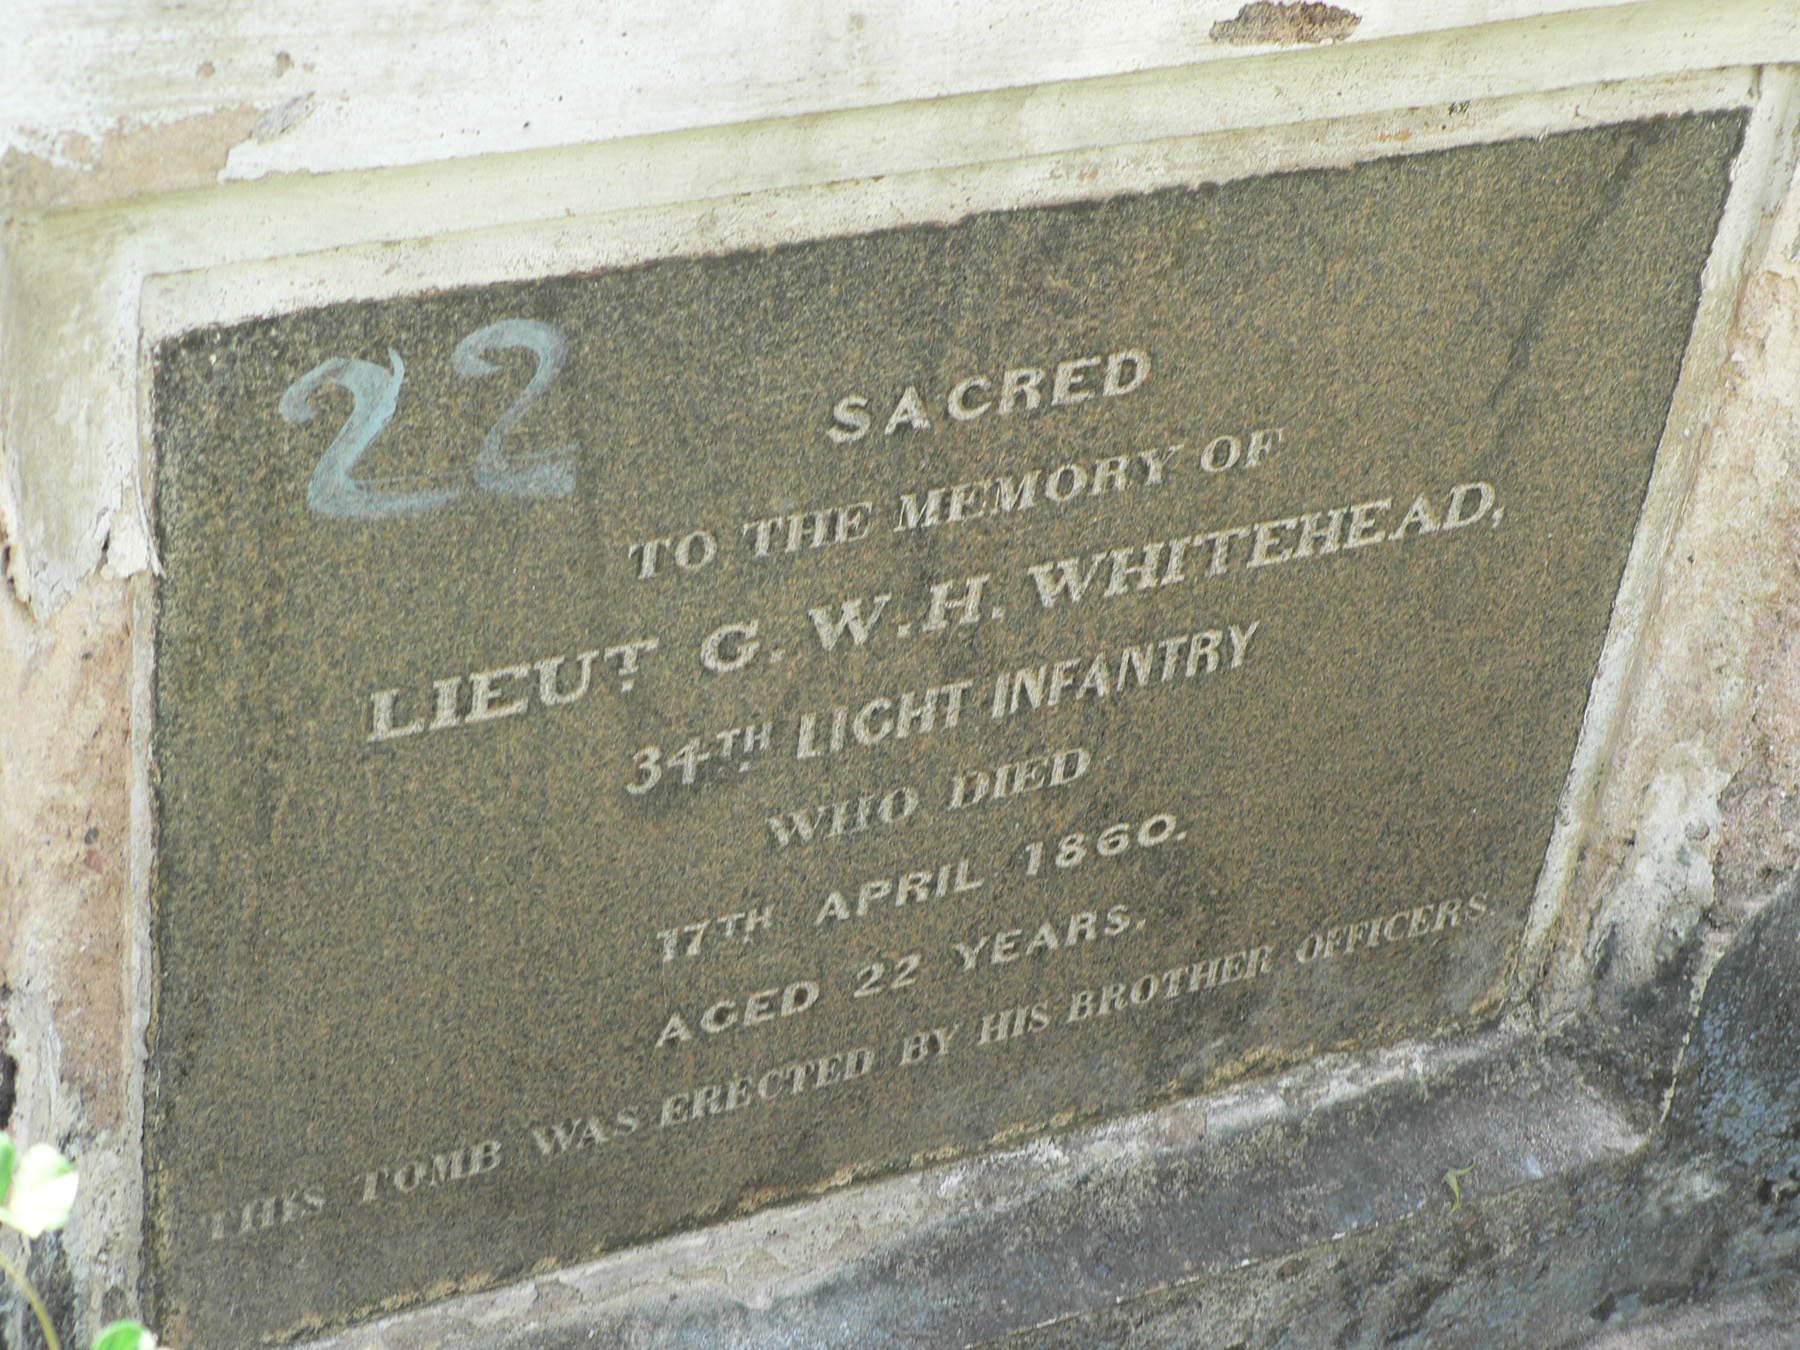 22
SACRED
TO THE MEMORY OF
LIEUT. G. W. H. WHITEHEAD,
34TH LIGHT INFANTRY
WHO DIED
17TH APRIL 1860.
AGED 22 YEARS.
THIS TOMB WAS ERECTED BY HIS BROTHER OFFICERS.